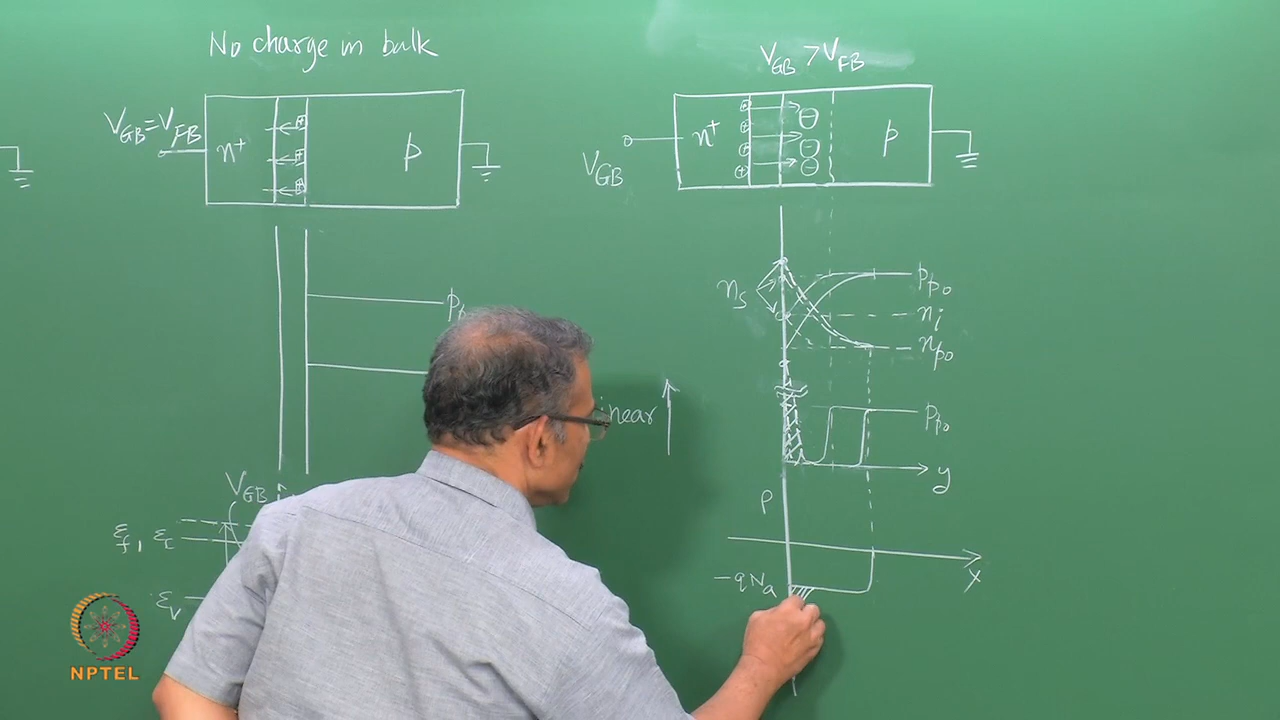 No charge in bulk
V_GB = V_FB
n+
p
V_GB
ε_f, ε_c
ε_v
V_GB > V_FB
V_GB
n+
p
n_s
p_po
n_i
n_po
p_po
y
ρ
-qN_a
x
NPTEL